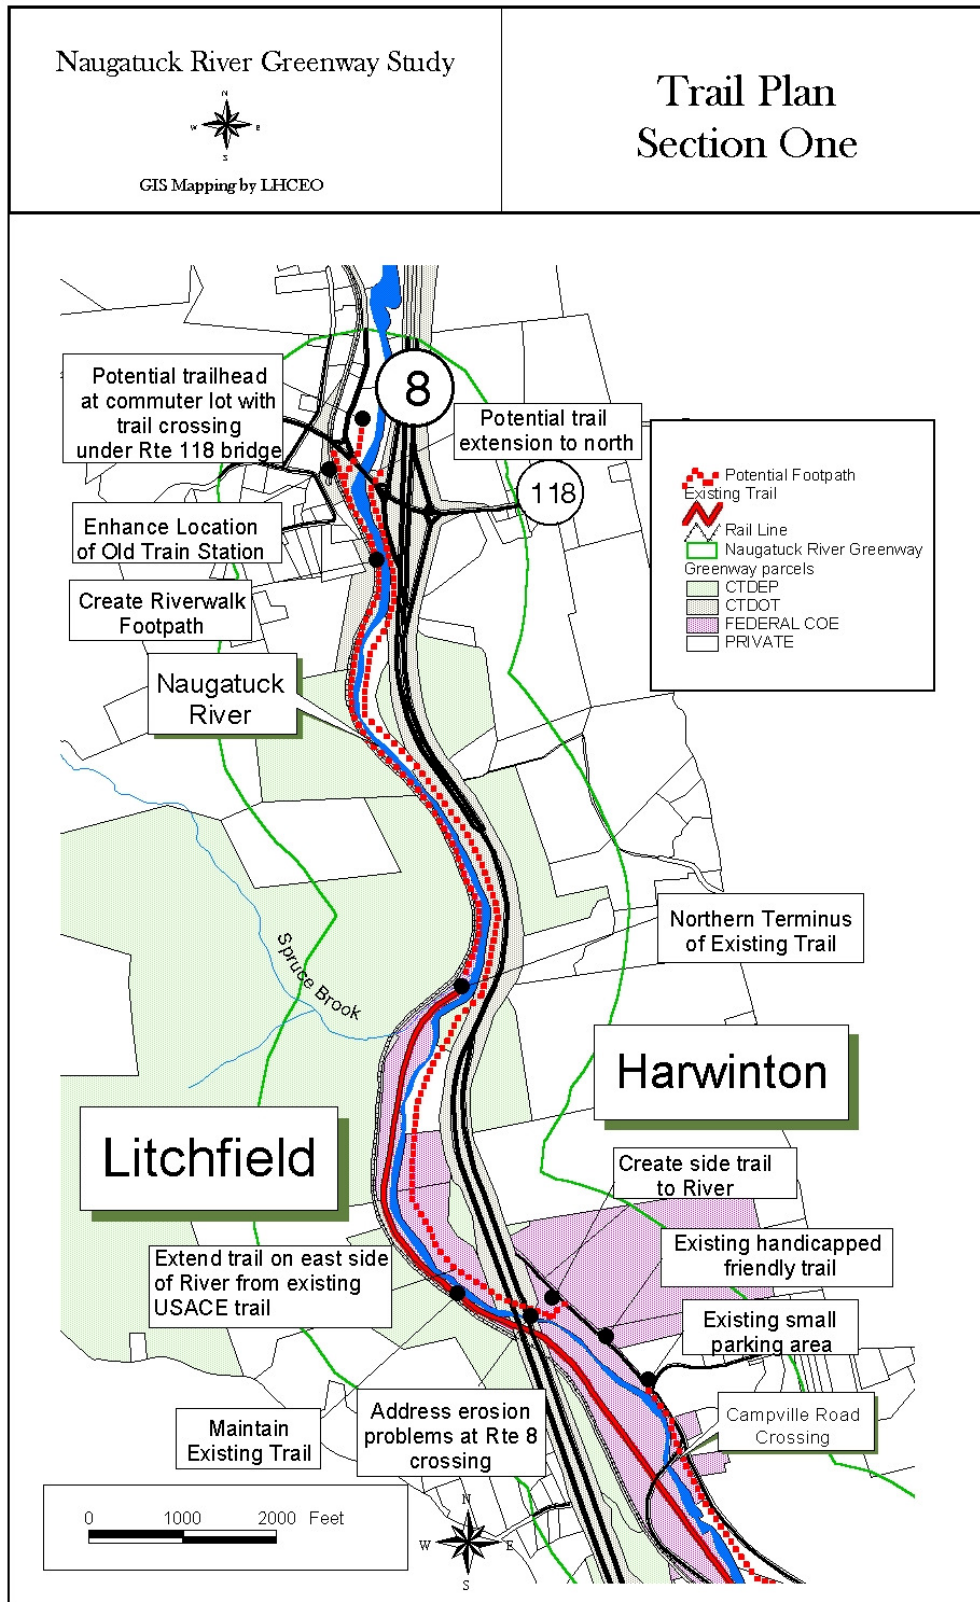 Naugatuck River Greenway Study
N
W
E
S
GIS Mapping by LHCEO
Trail Plan
Section One
Potential trailhead
at commuter lot with
trail crossing
under Rte 118 bridge
8
Potential trail
extension to north
118
Enhance Location
of Old Train Station
Create Riverwalk
Footpath
Naugatuck
River
Potential Footpath
Existing Trail
Rail Line
Naugatuck River Greenway
Greenway parcels
CTDEP
CTDOT
FEDERAL COE
PRIVATE
Northern Terminus
of Existing Trail
Spruce Brook
Harwinton
Litchfield
Create side trail
to River
Extend trail on east side
of River from existing
USACE trail
Existing handicapped
friendly trail
Existing small
parking area
Maintain
Existing Trail
Address erosion
problems at Rte 8
crossing
Campville Road
Crossing
0 1000 2000 Feet
N
W
E
S